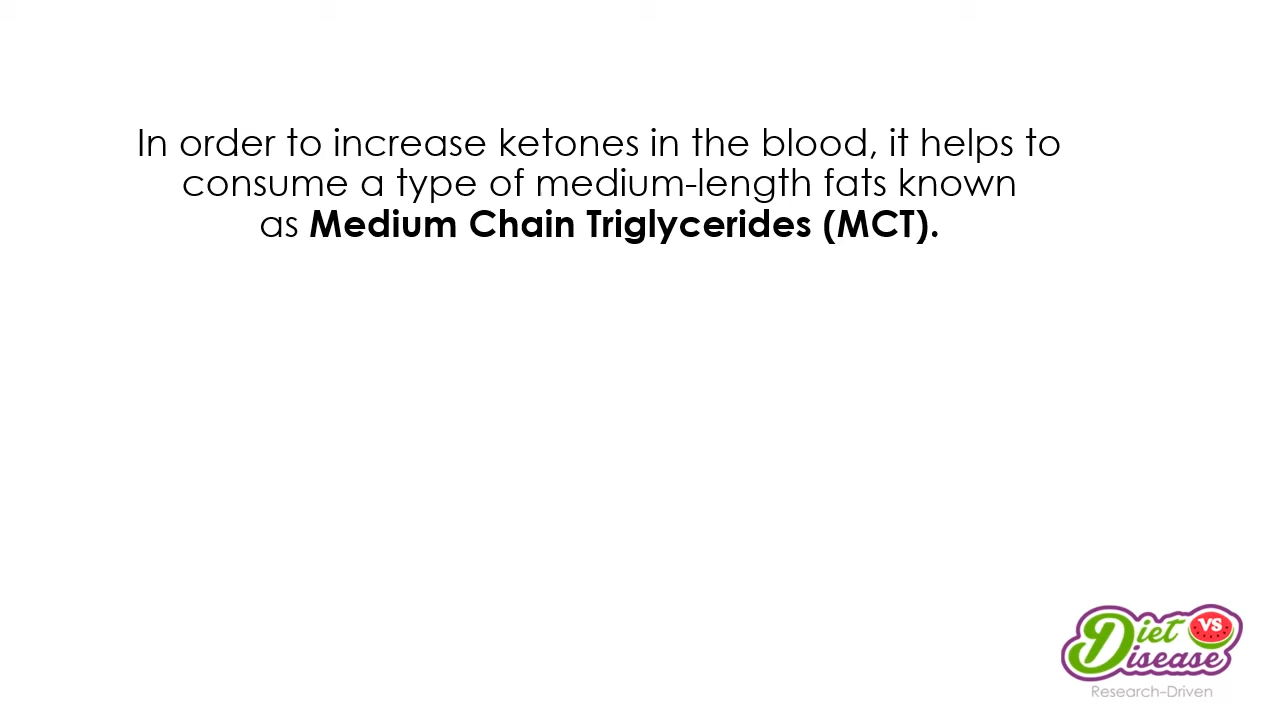 In order to increase ketones in the blood, it helps to
consume a type of medium-length fats known
as Medium Chain Triglycerides (MCT).
Diet vs
Disease
Research-Driven